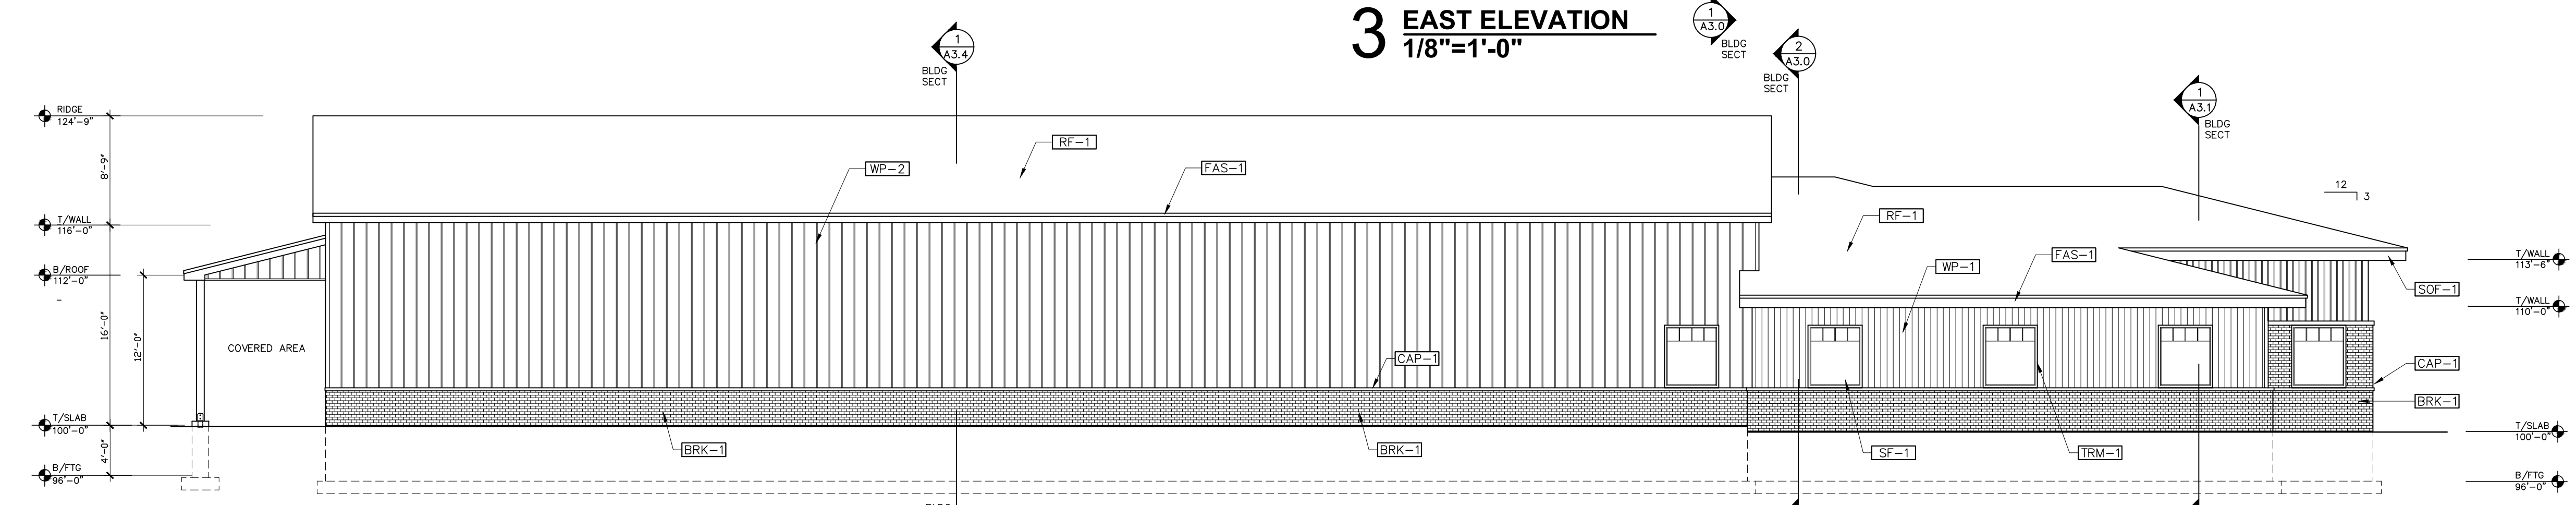 3 EAST ELEVATION
1/8"=1'-0"
1
A3.0
BLDG
SECT
1
A3.4
BLDG
SECT
2
A3.0
BLDG
SECT
1
A3.1
BLDG
SECT
RIDGE
124'-9"
8'-9"
T/WALL
116'-0"
B/ROOF
112'-0"
16'-0"
12'-0"
COVERED AREA
T/SLAB
100'-0"
4'-0"
B/FTG
96'-0"
RF-1
WP-2
FAS-1
CAP-1
BRK-1
BRK-1
12
3
RF-1
WP-1
FAS-1
SF-1
TRM-1
SOF-1
CAP-1
BRK-1
T/WALL
113'-6"
T/WALL
110'-0"
T/SLAB
100'-0"
B/FTG
96'-0"